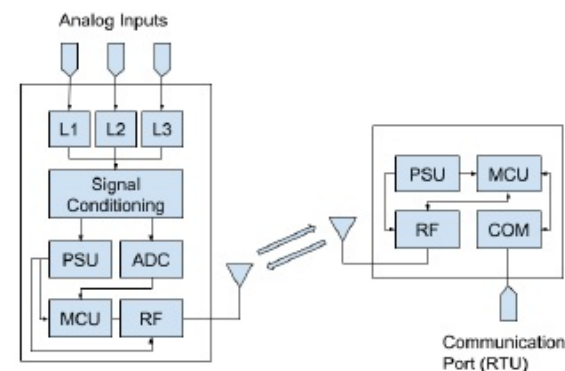 Analog Inputs
L1 L2 L3
Signal
Conditioning
PSU ADC
MCU RF
PSU MCU
RF COM
Communication
Port (RTU)